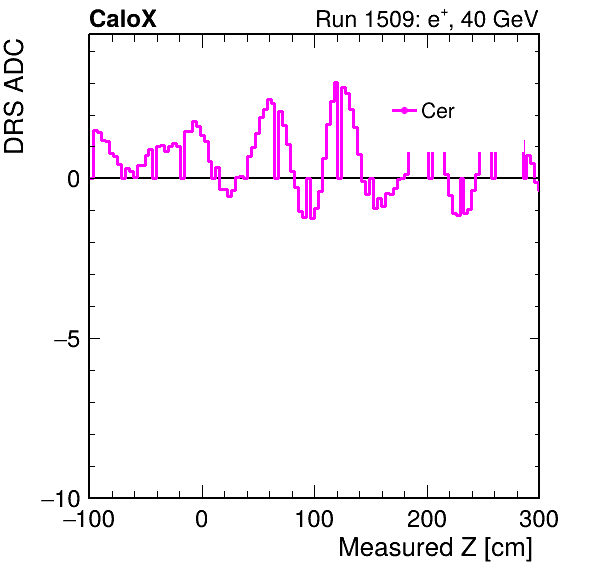 CaloX Run 1509: e⁺, 40 GeV
DRS ADC
Cer
0
−5
−10
−100 0 100 200 300
Measured Z [cm]